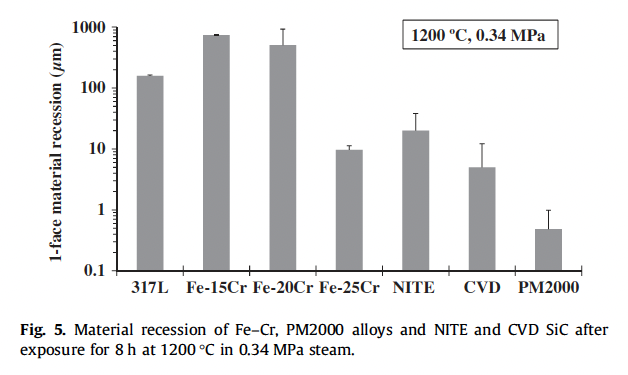 1000
100
10
1
0.1
1-face material recession (µm)
1200 ºC, 0.34 MPa
317L Fe-15Cr Fe-20Cr Fe-25Cr NITE CVD PM2000
Fig. 5. Material recession of Fe–Cr, PM2000 alloys and NITE and CVD SiC after
exposure for 8 h at 1200 °C in 0.34 MPa steam.